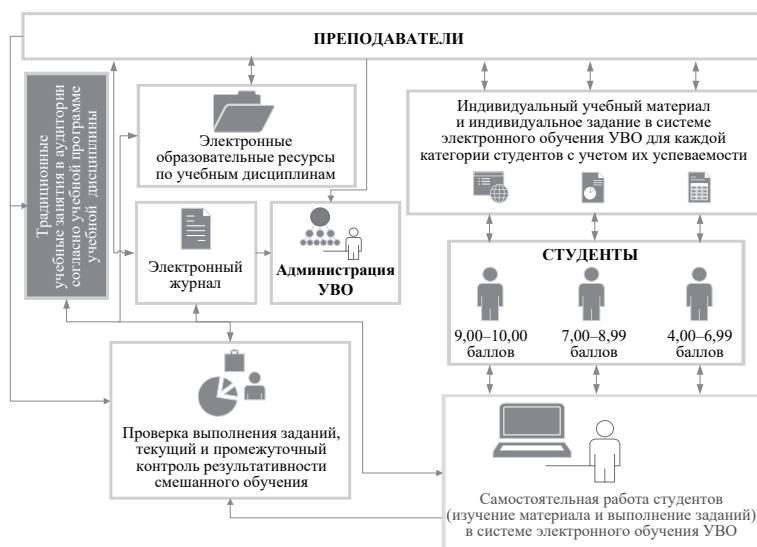 ПРЕПОДАВАТЕЛИ
Традиционные
учебные занятия в аудитории
согласно учебной программе
учебной дисциплины
Электронные
образовательные ресурсы
по учебным дисциплинам
Индивидуальный учебный материал
и индивидуальное задание в системе
электронного обучения УВО для каждой
категории студентов с учетом их успеваемости
Электронный
журнал
Администрация
УВО
СТУДЕНТЫ
9,00–10,00
баллов
7,00–8,99
баллов
4,00–6,99
баллов
Проверка выполнения заданий,
текущий и промежуточный
контроль результативности
смешанного обучения
Самостоятельная работа студентов
(изучение материала и выполнение заданий)
в системе электронного обучения УВО